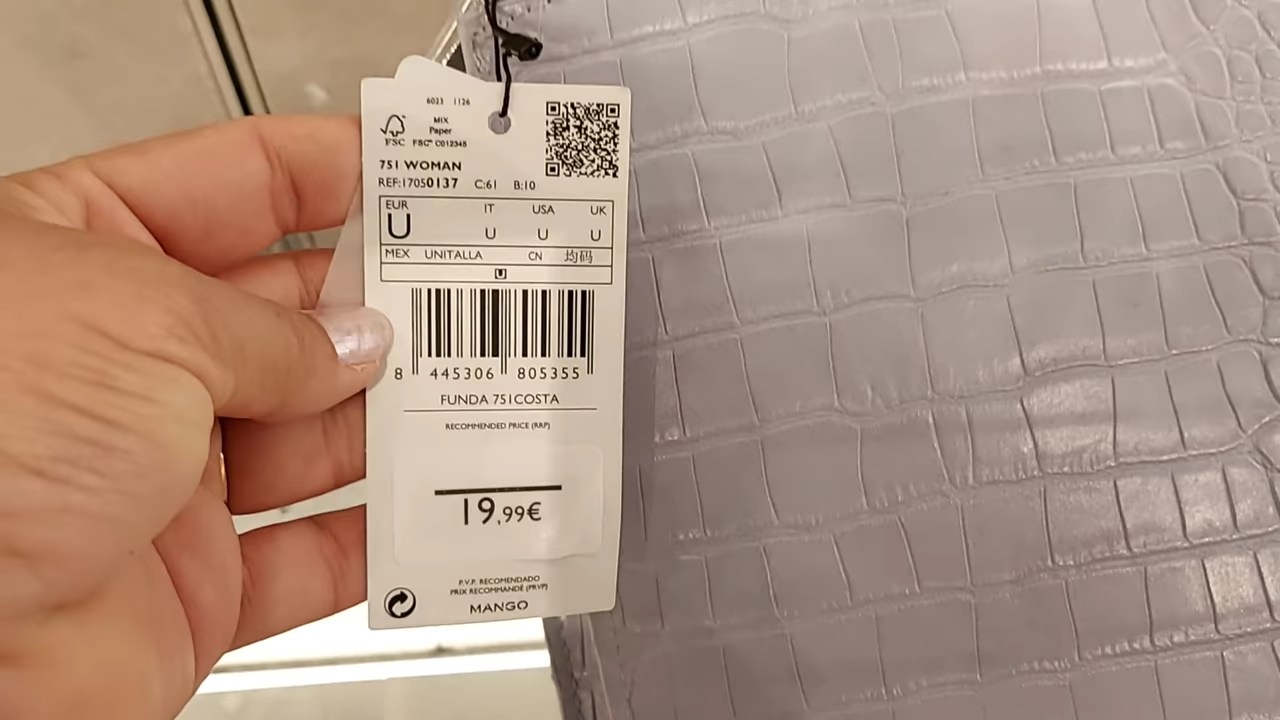 6023 1126
MIX
Paper
FSC FSC® C012345
751 WOMAN
REF:17050137 C:61 B:10
EUR IT USA UK
U U U U
MEX UNITALLA CN 均码
U
8 445306 805355
FUNDA 751COSTA
RECOMMENDED PRICE (RRP)
19,99€
P.V.P. RECOMENDADO
PRIX RECOMMANDÉ (PRVP)
MANGO